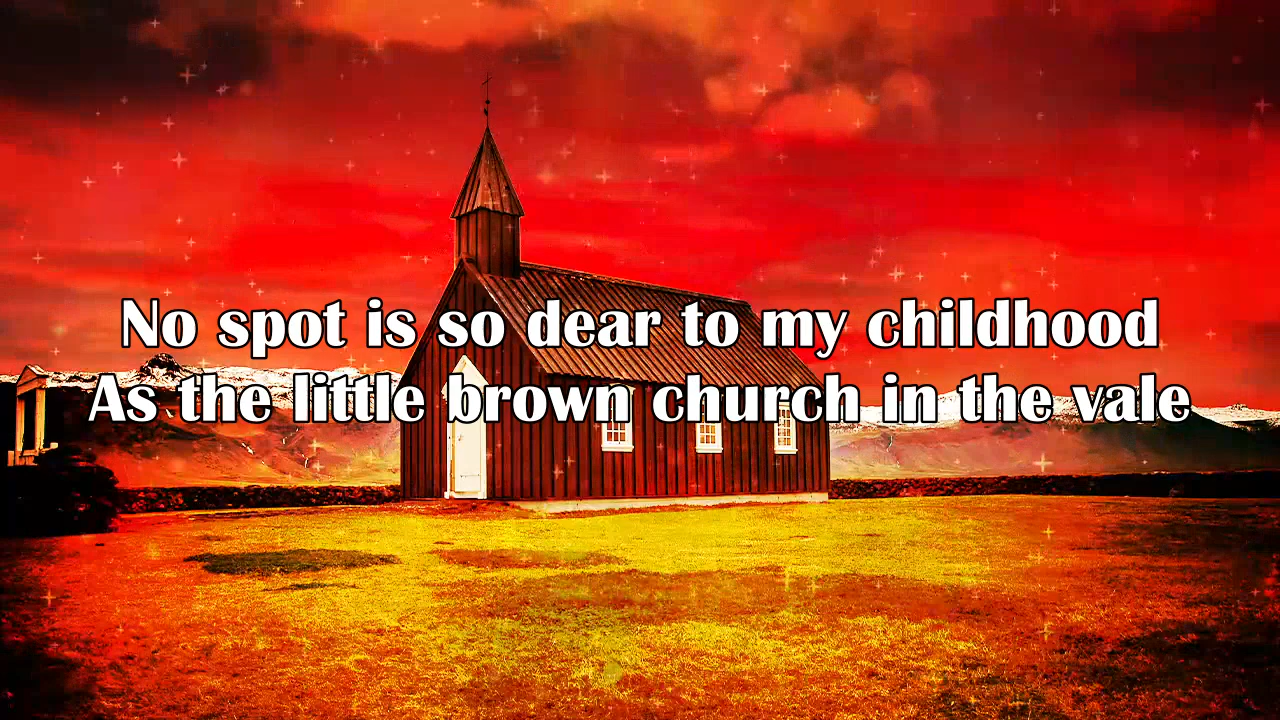 No spot is so dear to my childhood
As the little brown church in the vale